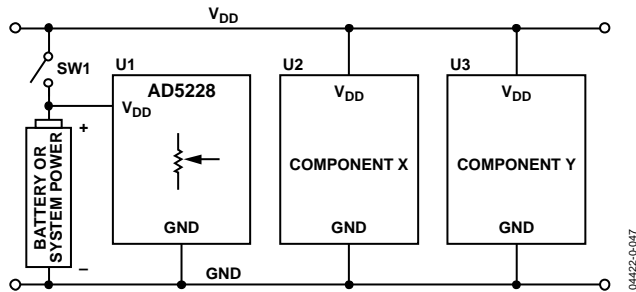 VDD
SW1
U1
AD5228
VDD
GND
U2
VDD
COMPONENT X
GND
U3
VDD
COMPONENT Y
GND
+
BATTERY OR
SYSTEM POWER
–
GND
04422-0-047